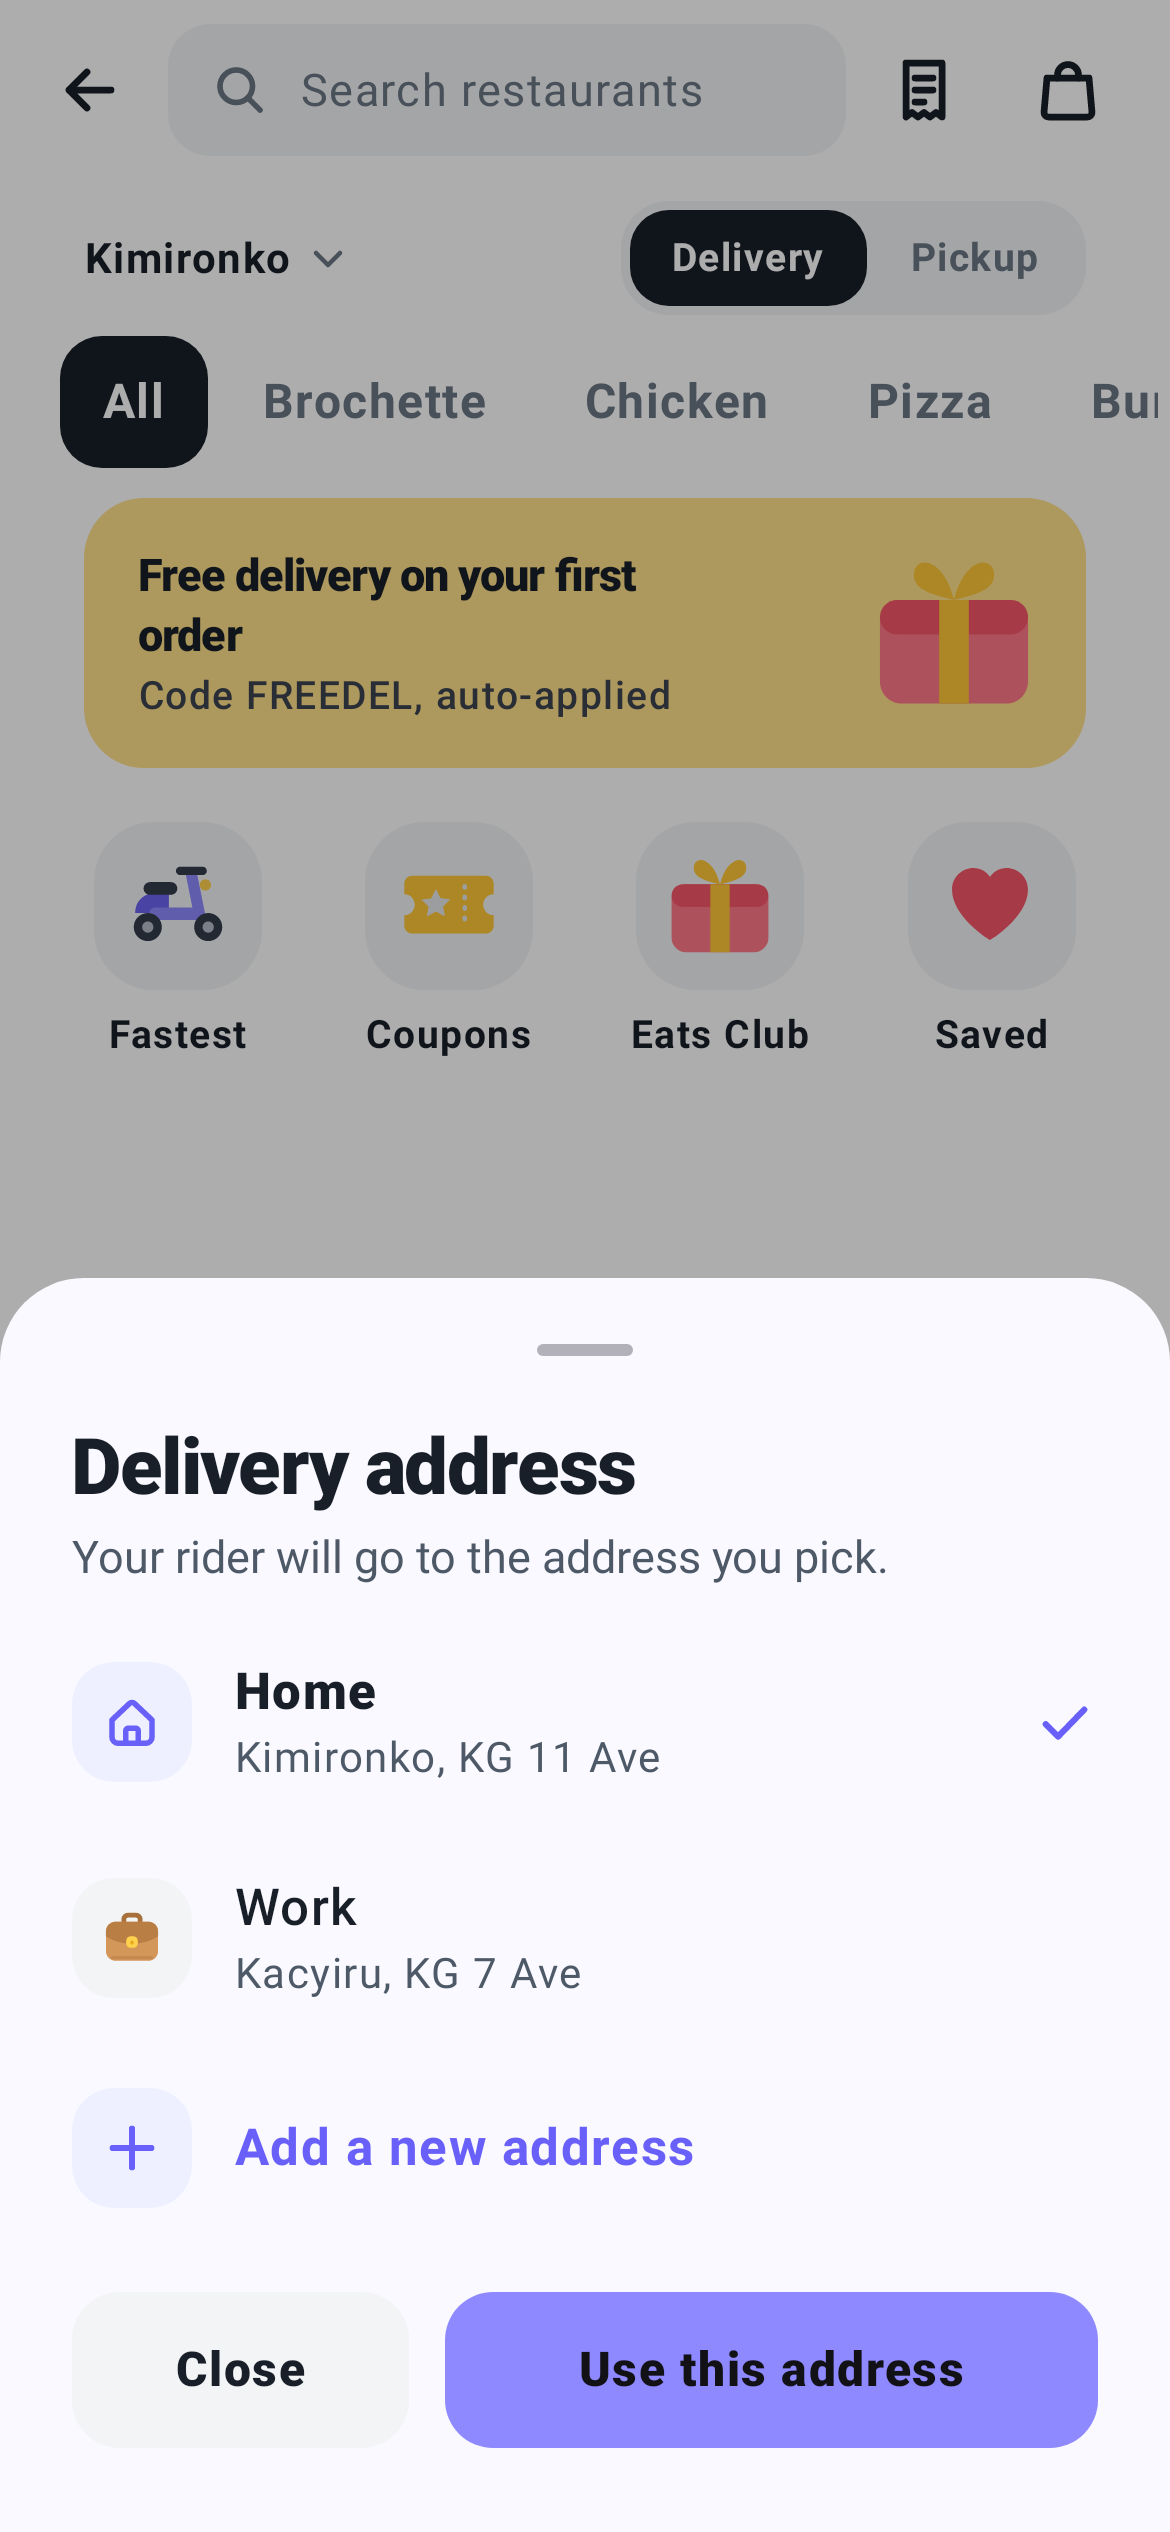 Search restaurants
Kimironko
Delivery
Pickup
All
Brochette
Chicken
Pizza
Free delivery on your first
order
Code FREEDEL, auto-applied
Fastest
Coupons
Eats Club
Saved
Delivery address
Your rider will go to the address you pick.
Home
Kimironko, KG 11 Ave
Work
Kacyiru, KG 7 Ave
Add a new address
Close
Use this address